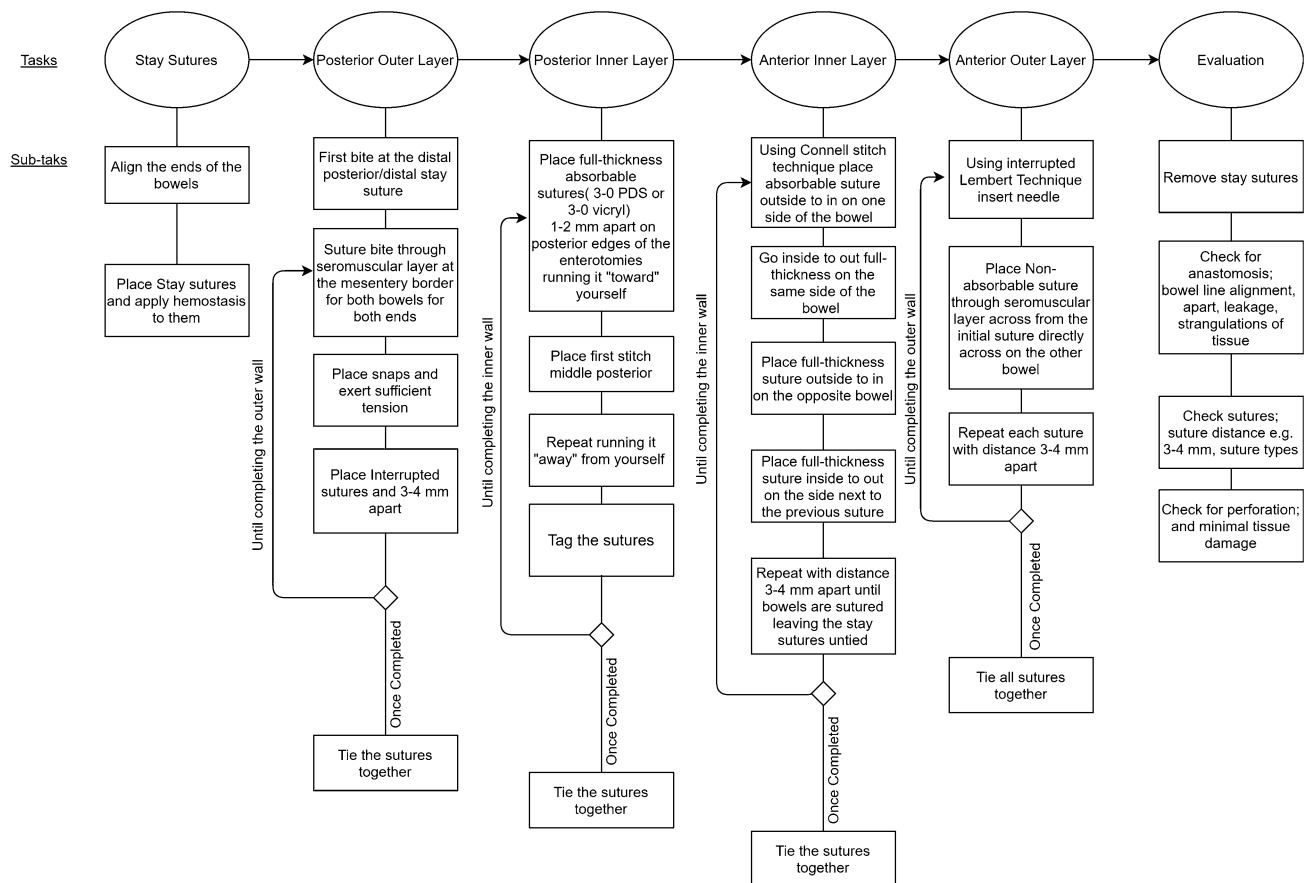 Tasks
Stay Sutures
Posterior Outer Layer
Posterior Inner Layer
Anterior Inner Layer
Anterior Outer Layer
Evaluation
Sub-taks
Align the ends of the
bowels
Place Stay sutures
and apply hemostasis
to them
First bite at the distal
posterior/distal stay
suture
Suture bite through
seromuscular layer at
the mesentery border
for both bowels for
both ends
Place snaps and
exert sufficient
tension
Place Interrupted
sutures and 3-4 mm
apart
Until completing the outer wall
Once Completed
Tie the sutures
together
Place full-thickness
absorbable
sutures( 3-0 PDS or
3-0 vicryl)
1-2 mm apart on
posterior edges of the
enterotomies
running it "toward"
yourself
Place first stitch
middle posterior
Repeat running it
"away" from yourself
Tag the sutures
Until completing the inner wall
Once Completed
Tie the sutures
together
Using Connell stitch
technique place
absorbable suture
outside to in on one
side of the bowel
Go inside to out full-
thickness on the
same side of the
bowel
Place full-thickness
suture outside to in
on the opposite bowel
Place full-thickness
suture inside to out
on the side next to
the previous suture
Repeat with distance
3-4 mm apart until
bowels are sutured
leaving the stay
sutures untied
Until completing the inner wall
Once Completed
Tie the sutures
together
Using interrupted
Lembert Technique
insert needle
Place Non-
absorbable suture
through seromuscular
layer across from the
initial suture directly
across on the other
bowel
Repeat each suture
with distance 3-4 mm
apart
Until completing the outer wall
Once Completed
Tie all sutures
together
Remove stay sutures
Check for
anastomosis;
bowel line alignment,
apart, leakage,
strangulations of
tissue
Check sutures;
suture distance e.g.
3-4 mm, suture types
Check for perforation;
and minimal tissue
damage